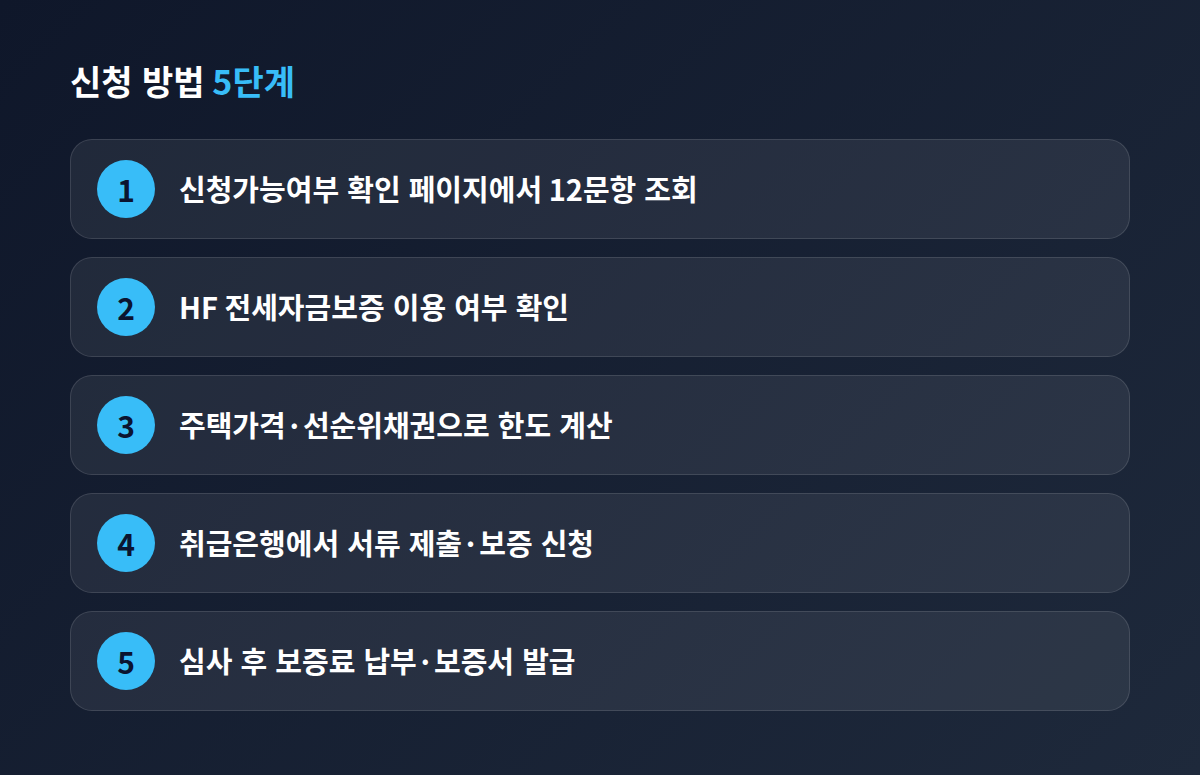 신청 방법 5단계
1 신청가능여부 확인 페이지에서 12문항 조회
2 HF 전세자금보증 이용 여부 확인
3 주택가격·선순위채권으로 한도 계산
4 취급은행에서 서류 제출·보증 신청
5 심사 후 보증료 납부·보증서 발급